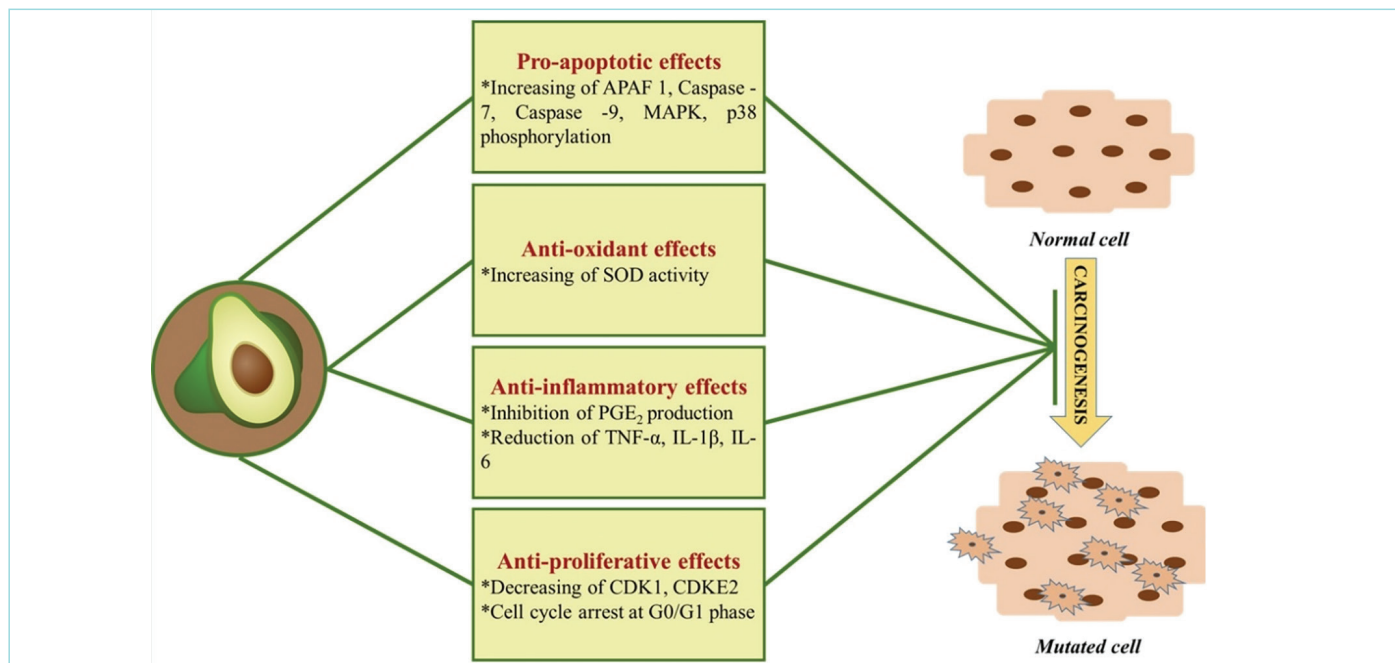 Pro-apoptotic effects
*Increasing of APAF 1, Caspase -
7, Caspase -9, MAPK, p38
phosphorylation
Anti-oxidant effects
*Increasing of SOD activity
Anti-inflammatory effects
*Inhibition of PGE₂ production
*Reduction of TNF-α, IL-1β, IL-
6
Anti-proliferative effects
*Decreasing of CDK1, CDKE2
*Cell cycle arrest at G0/G1 phase
Normal cell
CARCINOGENESIS
Mutated cell